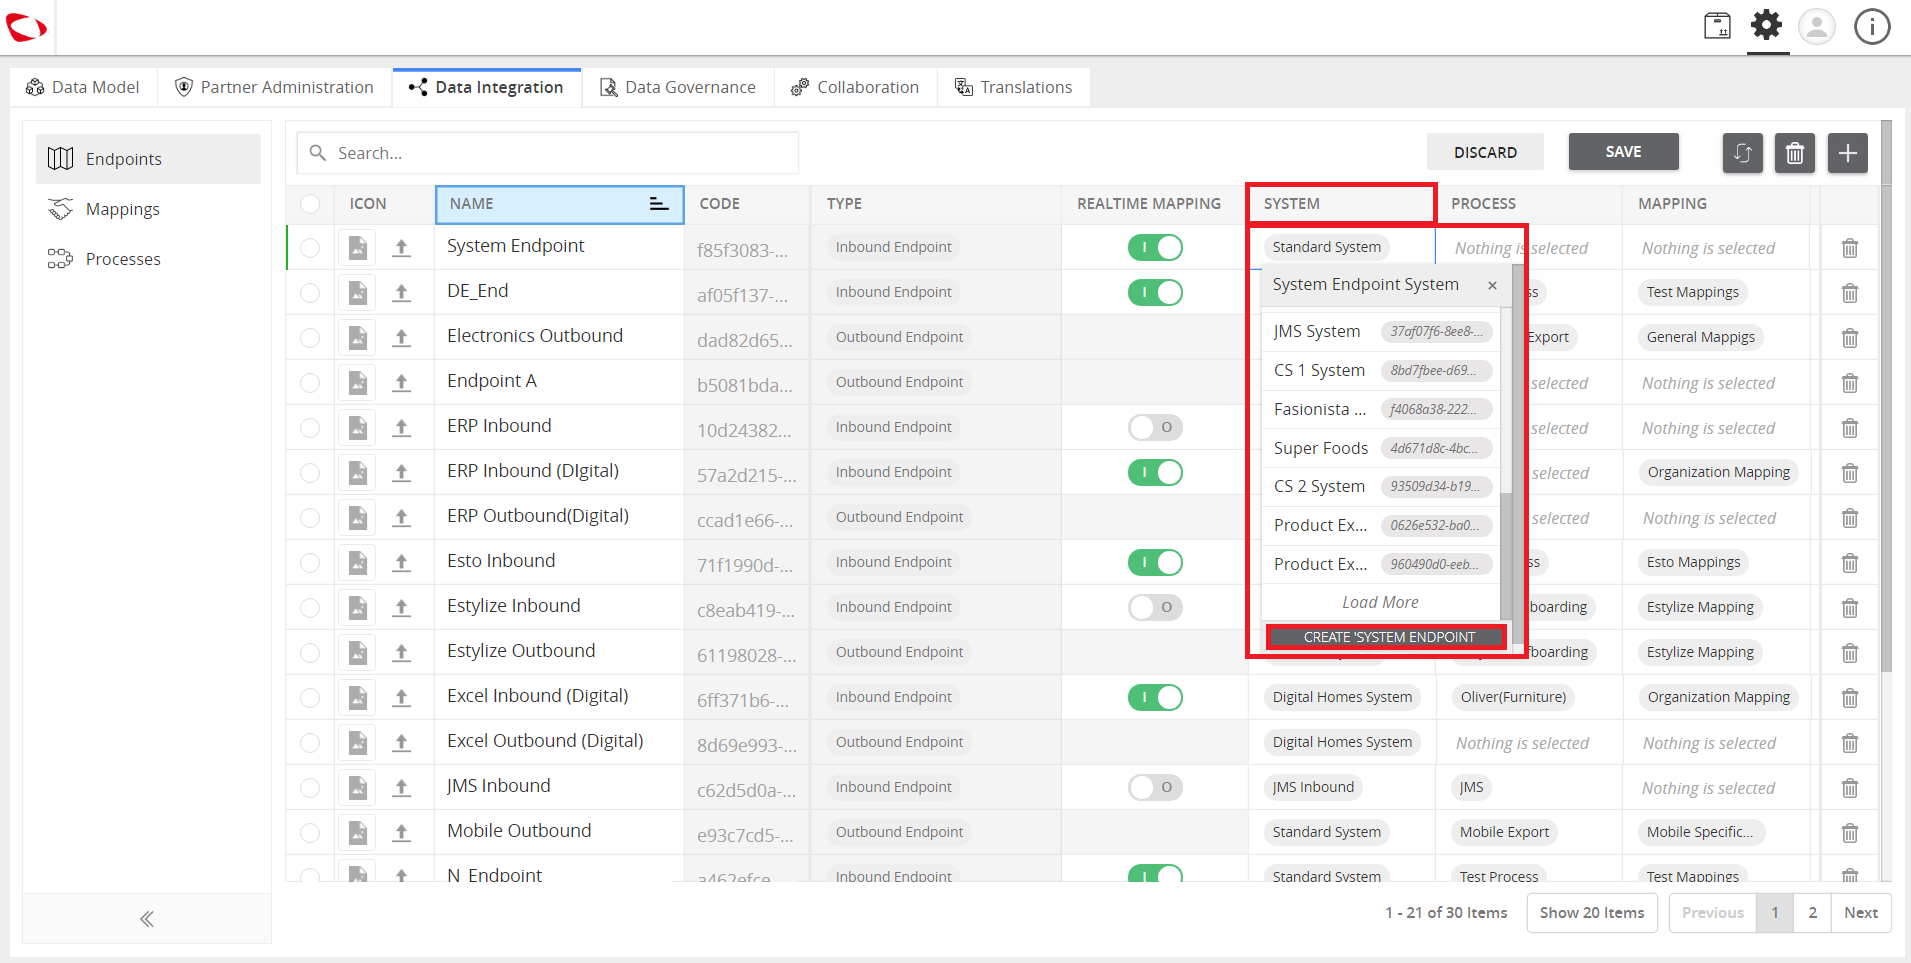 Data Model
Partner Administration
Data Integration
Data Governance
Collaboration
Translations
Endpoints
Mappings
Processes
Search...
DISCARD
SAVE
ICON NAME CODE TYPE REALTIME MAPPING SYSTEM PROCESS MAPPING
System Endpoint f85f3083-... Inbound Endpoint I Standard System Nothing is selected Nothing is selected
DE_End af05f137-... Inbound Endpoint I ss Test Mappings
Electronics Outbound dad82d65... Outbound Endpoint Export General Mappigs
Endpoint A b5081bda... Outbound Endpoint selected Nothing is selected
ERP Inbound 10d24382... Inbound Endpoint O selected Nothing is selected
ERP Inbound (DIgital) 57a2d215-... Inbound Endpoint I selected Organization Mapping
ERP Outbound(Digital) ccad1e66-... Outbound Endpoint selected Nothing is selected
Esto Inbound 71f1990d-... Inbound Endpoint I ss Esto Mappings
Estylize Inbound c8eab419-... Inbound Endpoint O boarding Estylize Mapping
Estylize Outbound 61198028-... Outbound Endpoint fboarding Estylize Mapping
Excel Inbound (Digital) 6ff371b6-... Inbound Endpoint I Digital Homes System Oliver(Furniture) Organization Mapping
Excel Outbound (Digital) 8d69e993-... Outbound Endpoint Digital Homes System Nothing is selected Nothing is selected
JMS Inbound c62d5d0a-... Inbound Endpoint O JMS Inbound JMS Nothing is selected
Mobile Outbound e93c7cd5-... Outbound Endpoint Standard System Mobile Export Mobile Specific...
N_Endpoint a462efce Inbound Endpoint I Standard System Test Process Test Mappings
System Endpoint System ×
JMS System 37af07f6-8ee8-...
CS 1 System 8bd7fbee-d69...
Fasionista ... f4068a38-222...
Super Foods 4d671d8c-4bc...
CS 2 System 93509d34-b19...
Product Ex... 0626e532-ba0...
Product Ex... 960490d0-eeb...
Load More
CREATE 'SYSTEM ENDPOINT
1 - 21 of 30 Items
Show 20 Items
Previous 1 2 Next